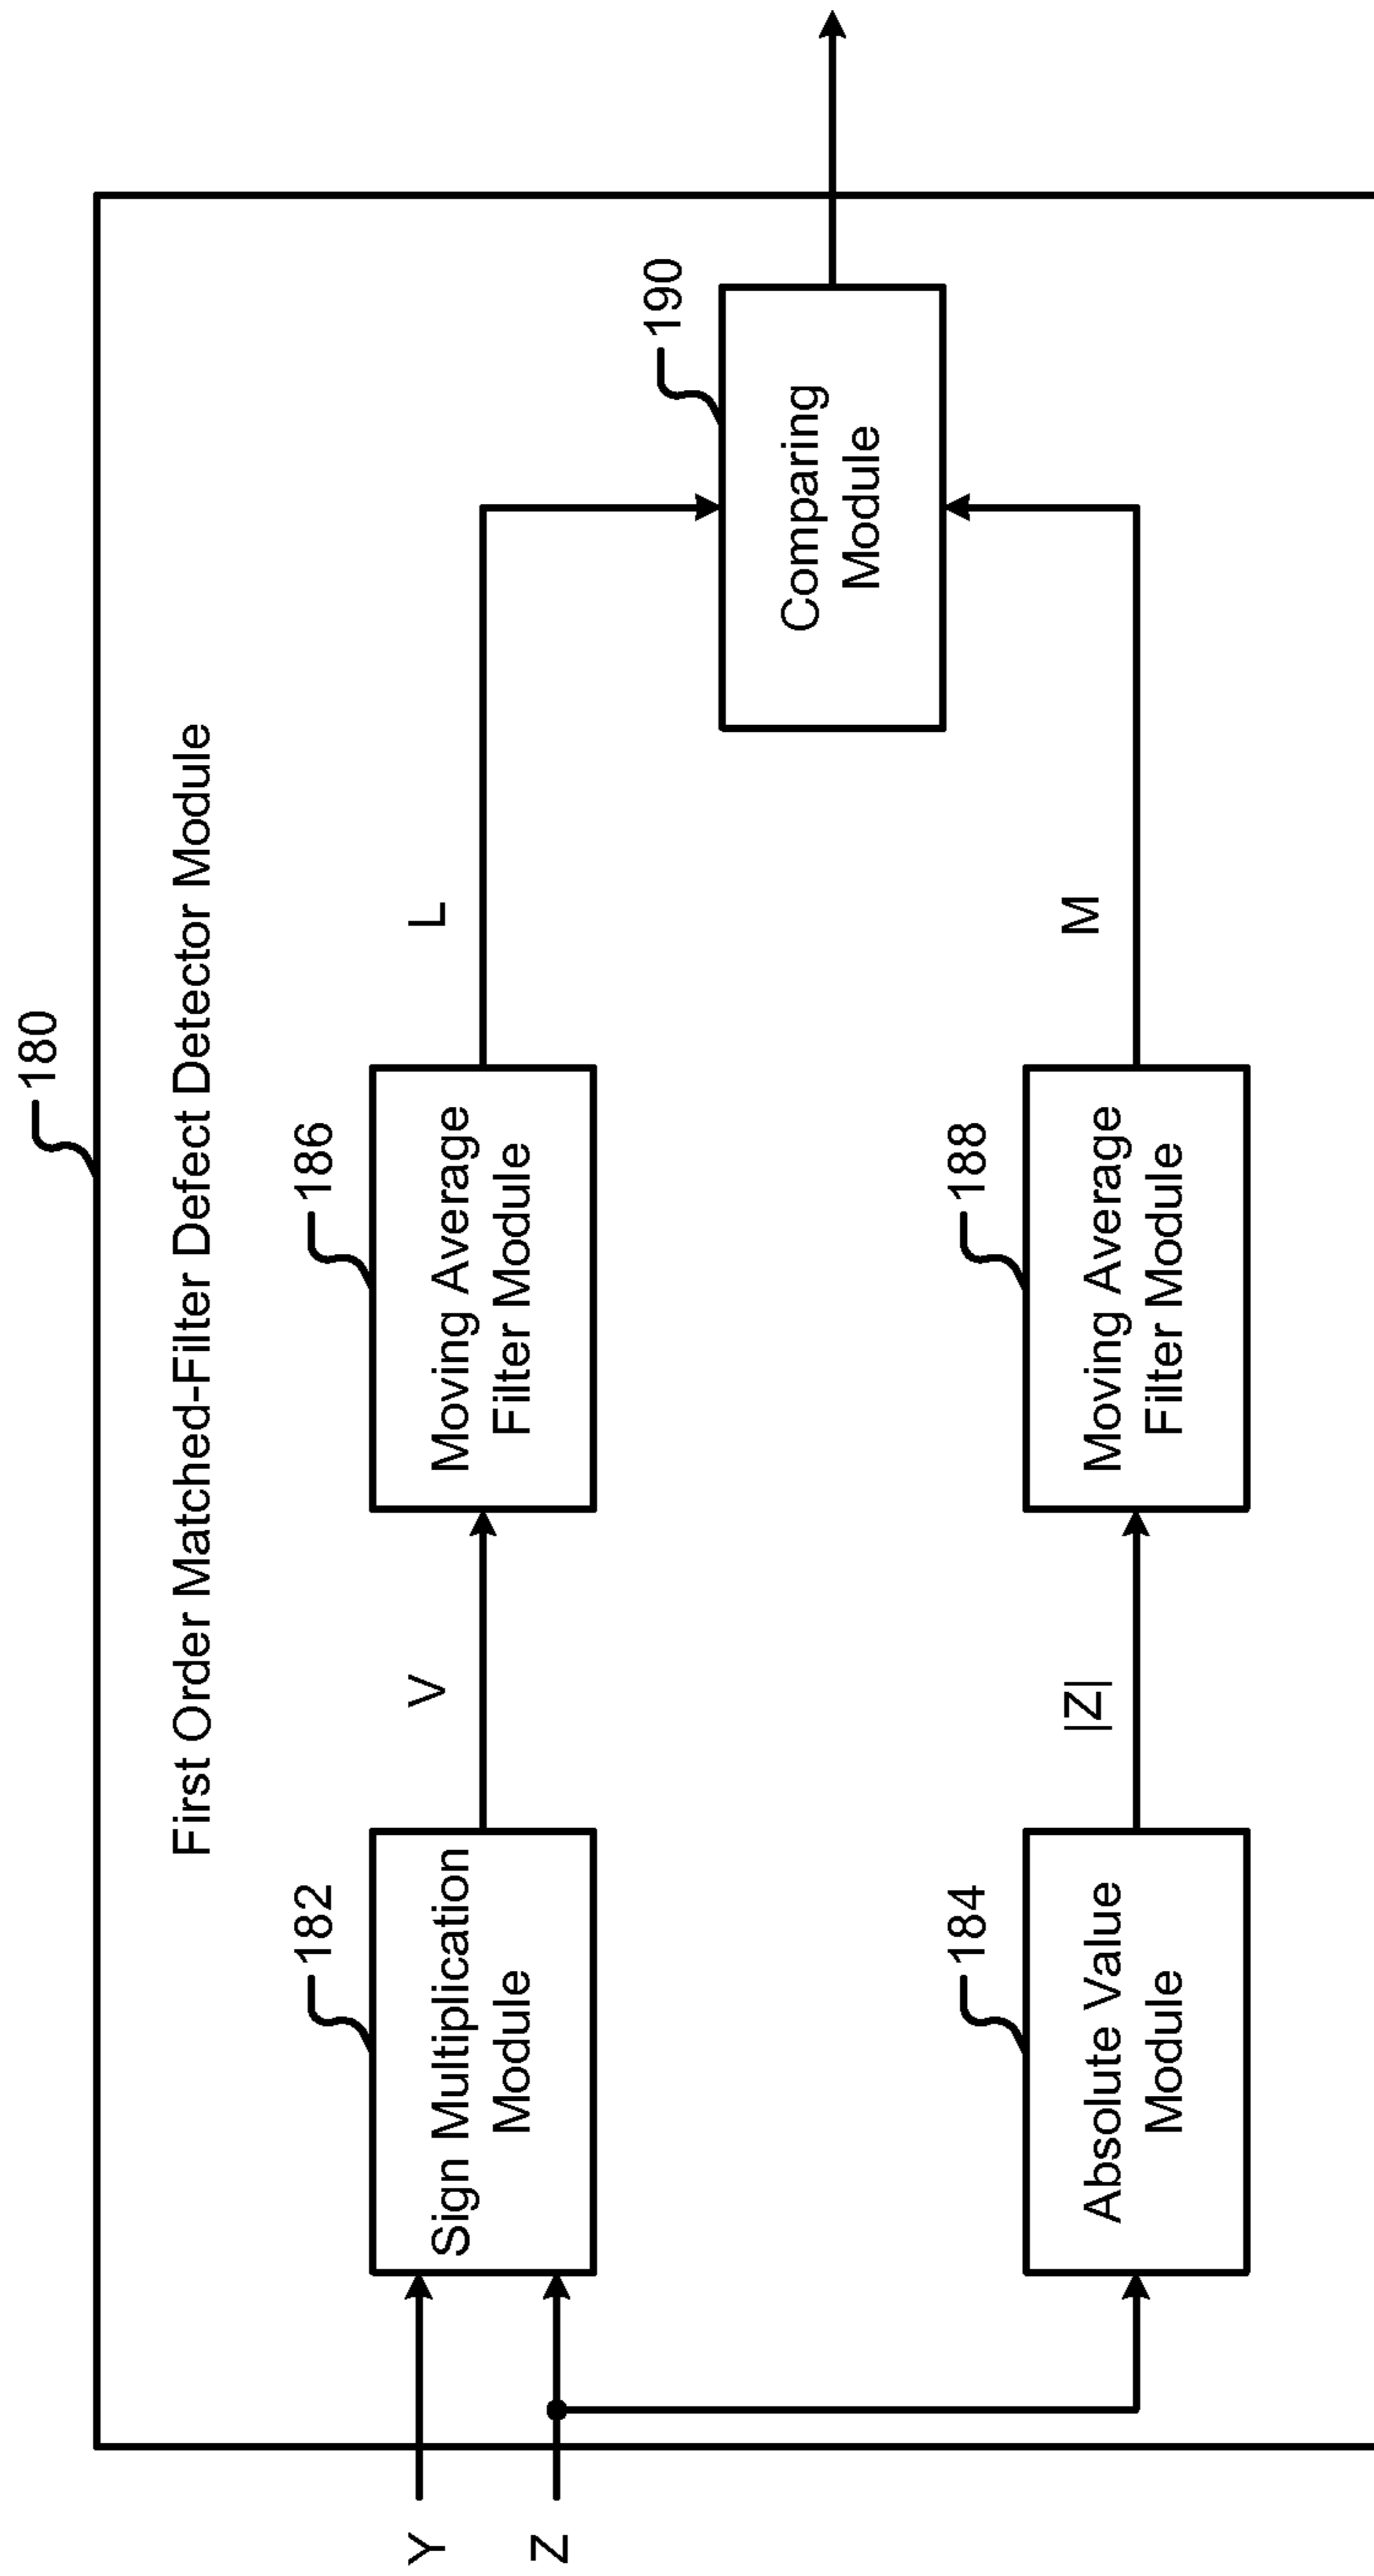 180
First Order Matched-Filter Defect Detector Module
Y
Z
182
Sign Multiplication
Module
V
186
Moving Average
Filter Module
L
190
Comparing
Module
184
Absolute Value
Module
|Z|
188
Moving Average
Filter Module
M